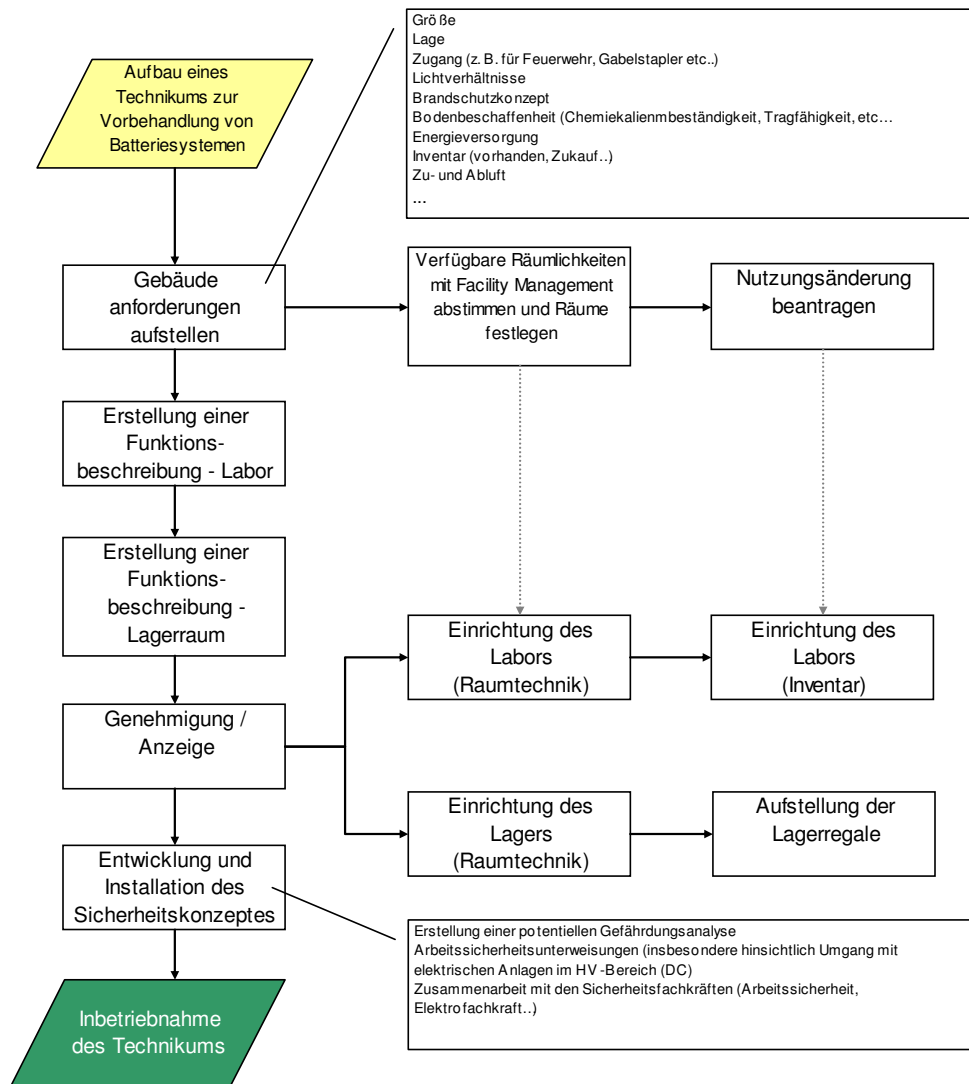 Größe
Lage
Zugang (z. B. für Feuerwehr, Gabelstapler etc..)
Lichtverhältnisse
Brandschutzkonzept
Bodenbeschaffenheit (Chemiekalienmbeständigkeit, Tragfähigkeit, etc…
Energieversorgung
Inventar (vorhanden, Zukauf..)
Zu- und Abluft
…
Aufbau eines
Technikums zur
Vorbehandlung von
Batteriesystemen
Gebäude
anforderungen
aufstellen
Verfügbare Räumlichkeiten
mit Facility Management
abstimmen und Räume
festlegen
Nutzungsänderung
beantragen
Erstellung einer
Funktions-
beschreibung - Labor
Erstellung einer
Funktions-
beschreibung -
Lagerraum
Einrichtung des
Labors
(Raumtechnik)
Einrichtung des
Labors
(Inventar)
Genehmigung /
Anzeige
Einrichtung des
Lagers
(Raumtechnik)
Aufstellung der
Lagerregale
Entwicklung und
Installation des
Sicherheitskonzeptes
Erstellung einer potentiellen Gefährdungsanalyse
Arbeitssicherheitsunterweisungen (insbesondere hinsichtlich Umgang mit
elektrischen Anlagen im HV-Bereich (DC)
Zusammenarbeit mit den Sicherheitsfachkräften (Arbeitssicherheit,
Elektrofachkraft..)
Inbetriebnahme
des Technikums